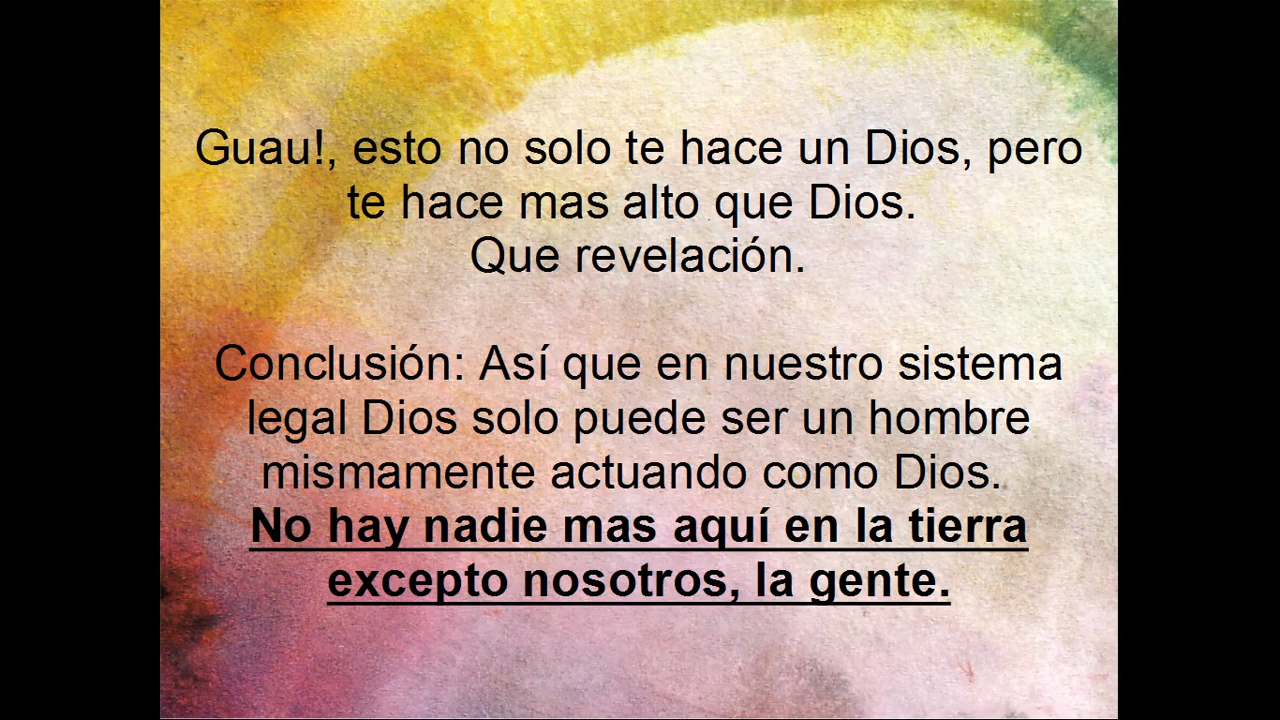 Guau!, esto no solo te hace un Dios, pero
te hace mas alto que Dios.
Que revelación.
Conclusión: Así que en nuestro sistema
legal Dios solo puede ser un hombre
mismamente actuando como Dios.
No hay nadie mas aquí en la tierra
excepto nosotros, la gente.